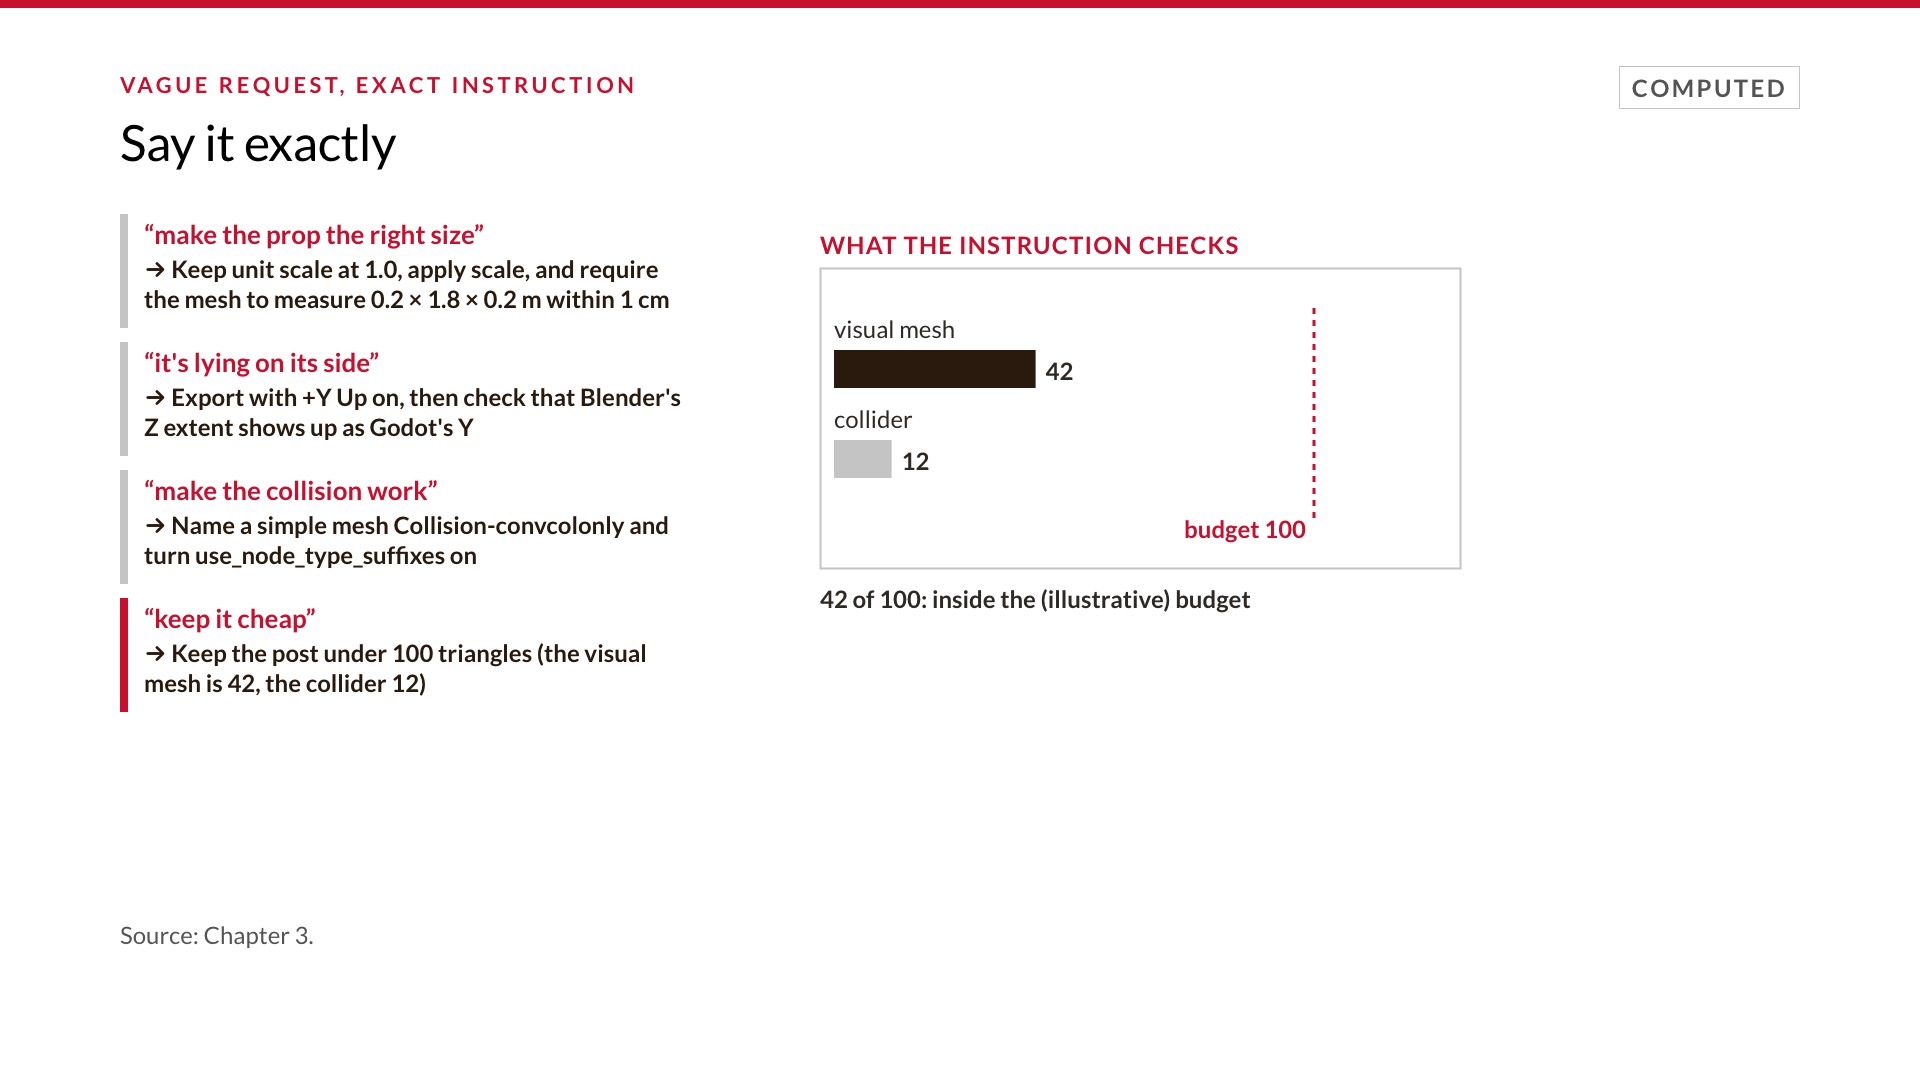 VAGUE REQUEST, EXACT INSTRUCTION
COMPUTED
Say it exactly
“make the prop the right size”
→ Keep unit scale at 1.0, apply scale, and require
the mesh to measure 0.2 × 1.8 × 0.2 m within 1 cm
“it's lying on its side”
→ Export with +Y Up on, then check that Blender's
Z extent shows up as Godot's Y
“make the collision work”
→ Name a simple mesh Collision-convcolonly and
turn use_node_type_suffixes on
“keep it cheap”
→ Keep the post under 100 triangles (the visual
mesh is 42, the collider 12)
WHAT THE INSTRUCTION CHECKS
visual mesh
42
collider
12
budget 100
42 of 100: inside the (illustrative) budget
Source: Chapter 3.